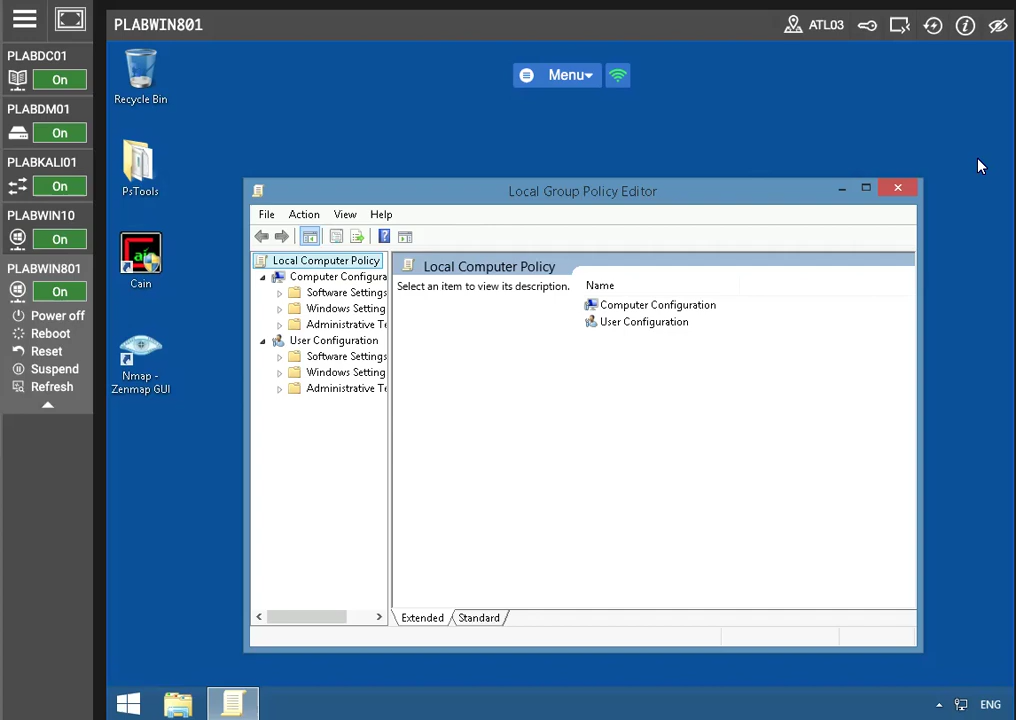 PLABWIN801
ATL03
PLABDC01
On
PLABDM01
On
PLABKALI01
On
PLABWIN10
On
PLABWIN801
On
Power off
Reboot
Reset
Suspend
Refresh
Recycle Bin
PsTools
Cain
Nmap -
Zenmap GUI
Menu
Local Group Policy Editor
File Action View Help
Local Computer Policy
Computer Configura
Software Settings
Windows Setting
Administrative Te
User Configuration
Software Settings
Windows Setting
Administrative Te
Local Computer Policy
Select an item to view its description.
Name
Computer Configuration
User Configuration
Extended Standard
ENG